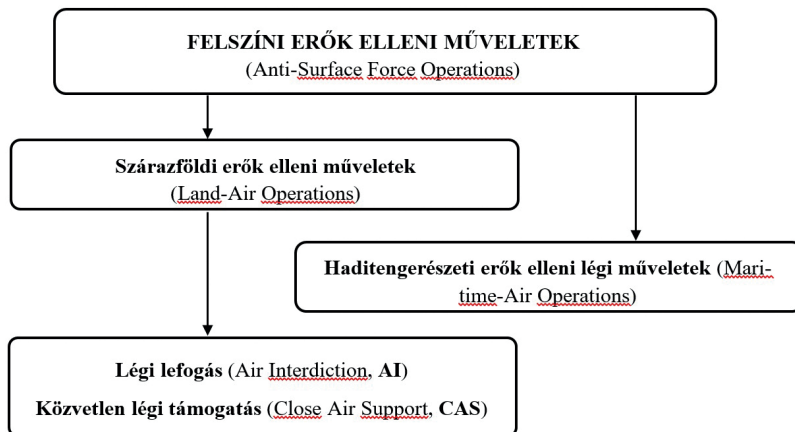 FELSZÍNI ERŐK ELLENI MŰVELETEK
(Anti-Surface Force Operations)
Szárazföldi erők elleni műveletek
(Land-Air Operations)
Haditengerészeti erők elleni légi műveletek (Mari-
time-Air Operations)
Légi lefogás (Air Interdiction, AI)
Közvetlen légi támogatás (Close Air Support, CAS)